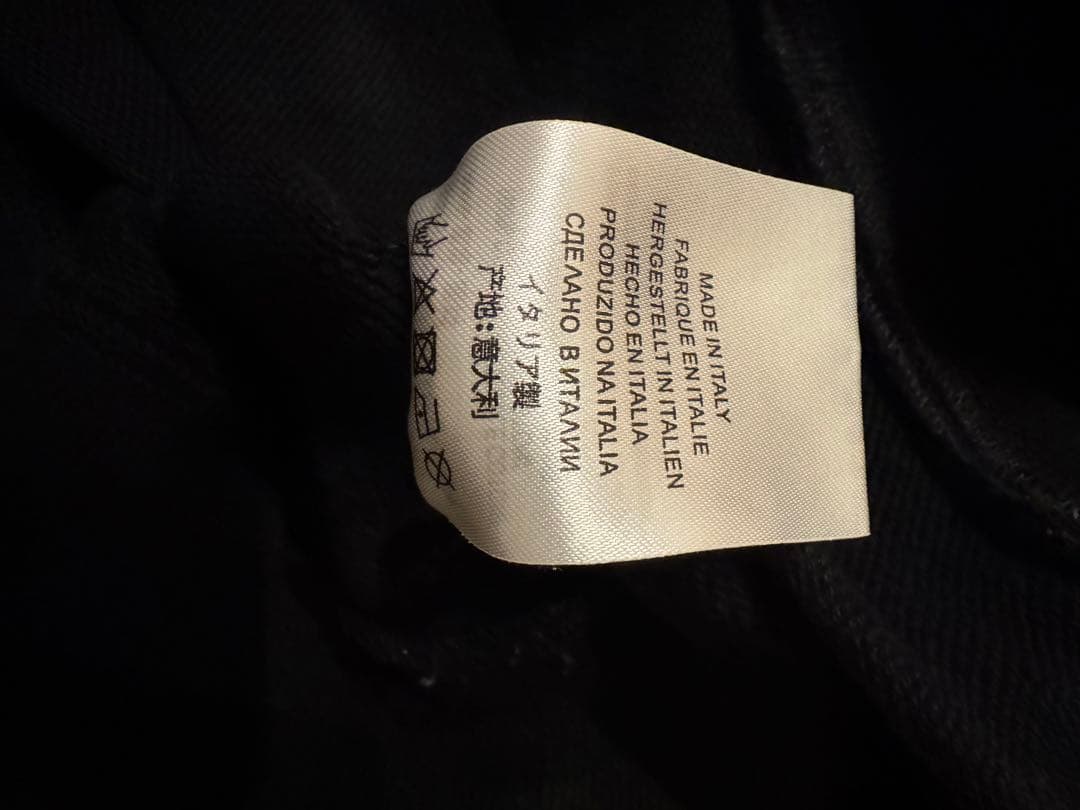 MADE IN ITALY
FABRIQUE EN ITALIE
HERGESTELLT IN ITALIEN
HECHO EN ITALIA
PRODUZIDO NA ITALIA
СДЕЛАНО В ИТАЛИИ
イタリア製
产地:意大利